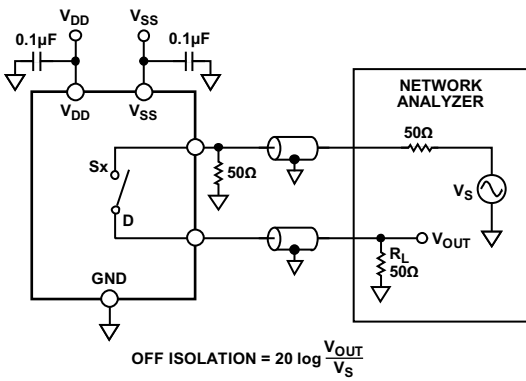 V_DD
V_SS
0.1µF
0.1µF
V_DD
V_SS
NETWORK
ANALYZER
50Ω
Sx
50Ω
V_S
D
V_OUT
R_L
50Ω
GND
OFF ISOLATION = 20 log V_OUT
V_S